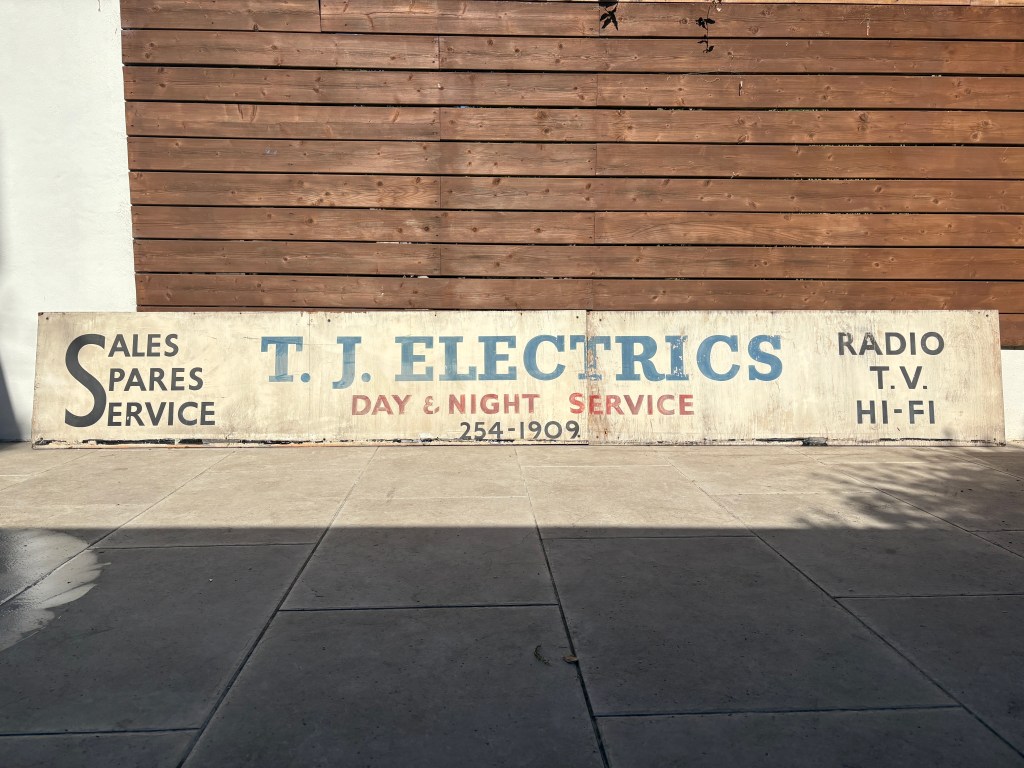 SALES
SPARES
SERVICE
T. J. ELECTRICS
DAY & NIGHT SERVICE
254-1909
RADIO
T.V.
HI-FI